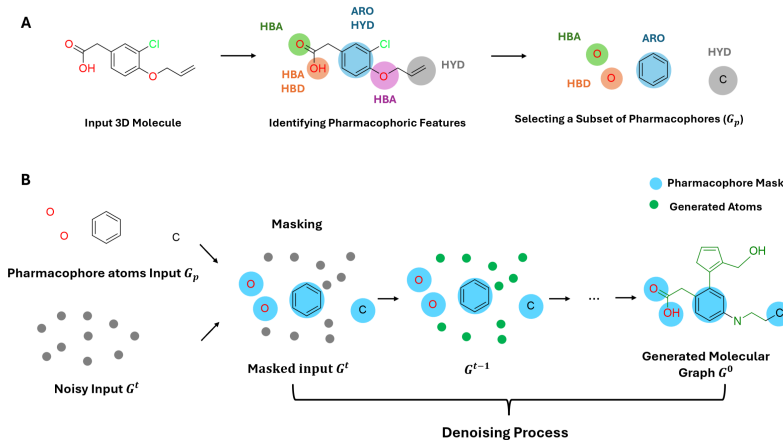 A
ARO
HYD
HBA
Cl
O
OH
O
HBA
HBD
HBA
HYD
Cl
O
OH
O
HBA
ARO
HYD
HBD
O
O
C
Input 3D Molecule
Identifying Pharmacophoric Features
Selecting a Subset of Pharmacophores (Gp)
B
Pharmacophore Mask
Generated Atoms
O
O
C
Pharmacophore atoms Input Gp
Masking
O
O
C
O
O
C
...
OH
O
OH
N
C
Noisy Input Gt
Masked input Gt
Gt−1
Generated Molecular
Graph G0
Denoising Process